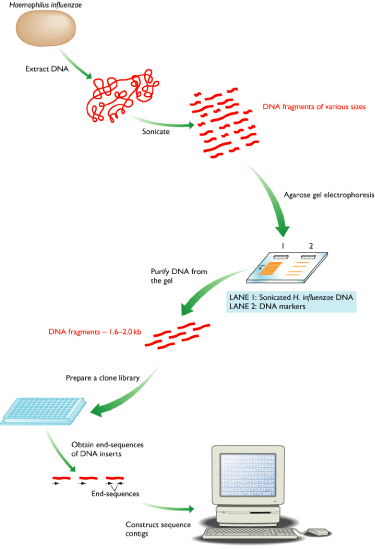 Haemophilus influenzae
Extract DNA
Sonicate
DNA fragments of various sizes
Agarose gel electrophoresis
1 2
Purify DNA from
the gel
LANE 1: Sonicated H. influenzae DNA
LANE 2: DNA markers
DNA fragments – 1.6–2.0 kb
Prepare a clone library
Obtain end-sequences
of DNA inserts
End-sequences
Construct sequence
contigs